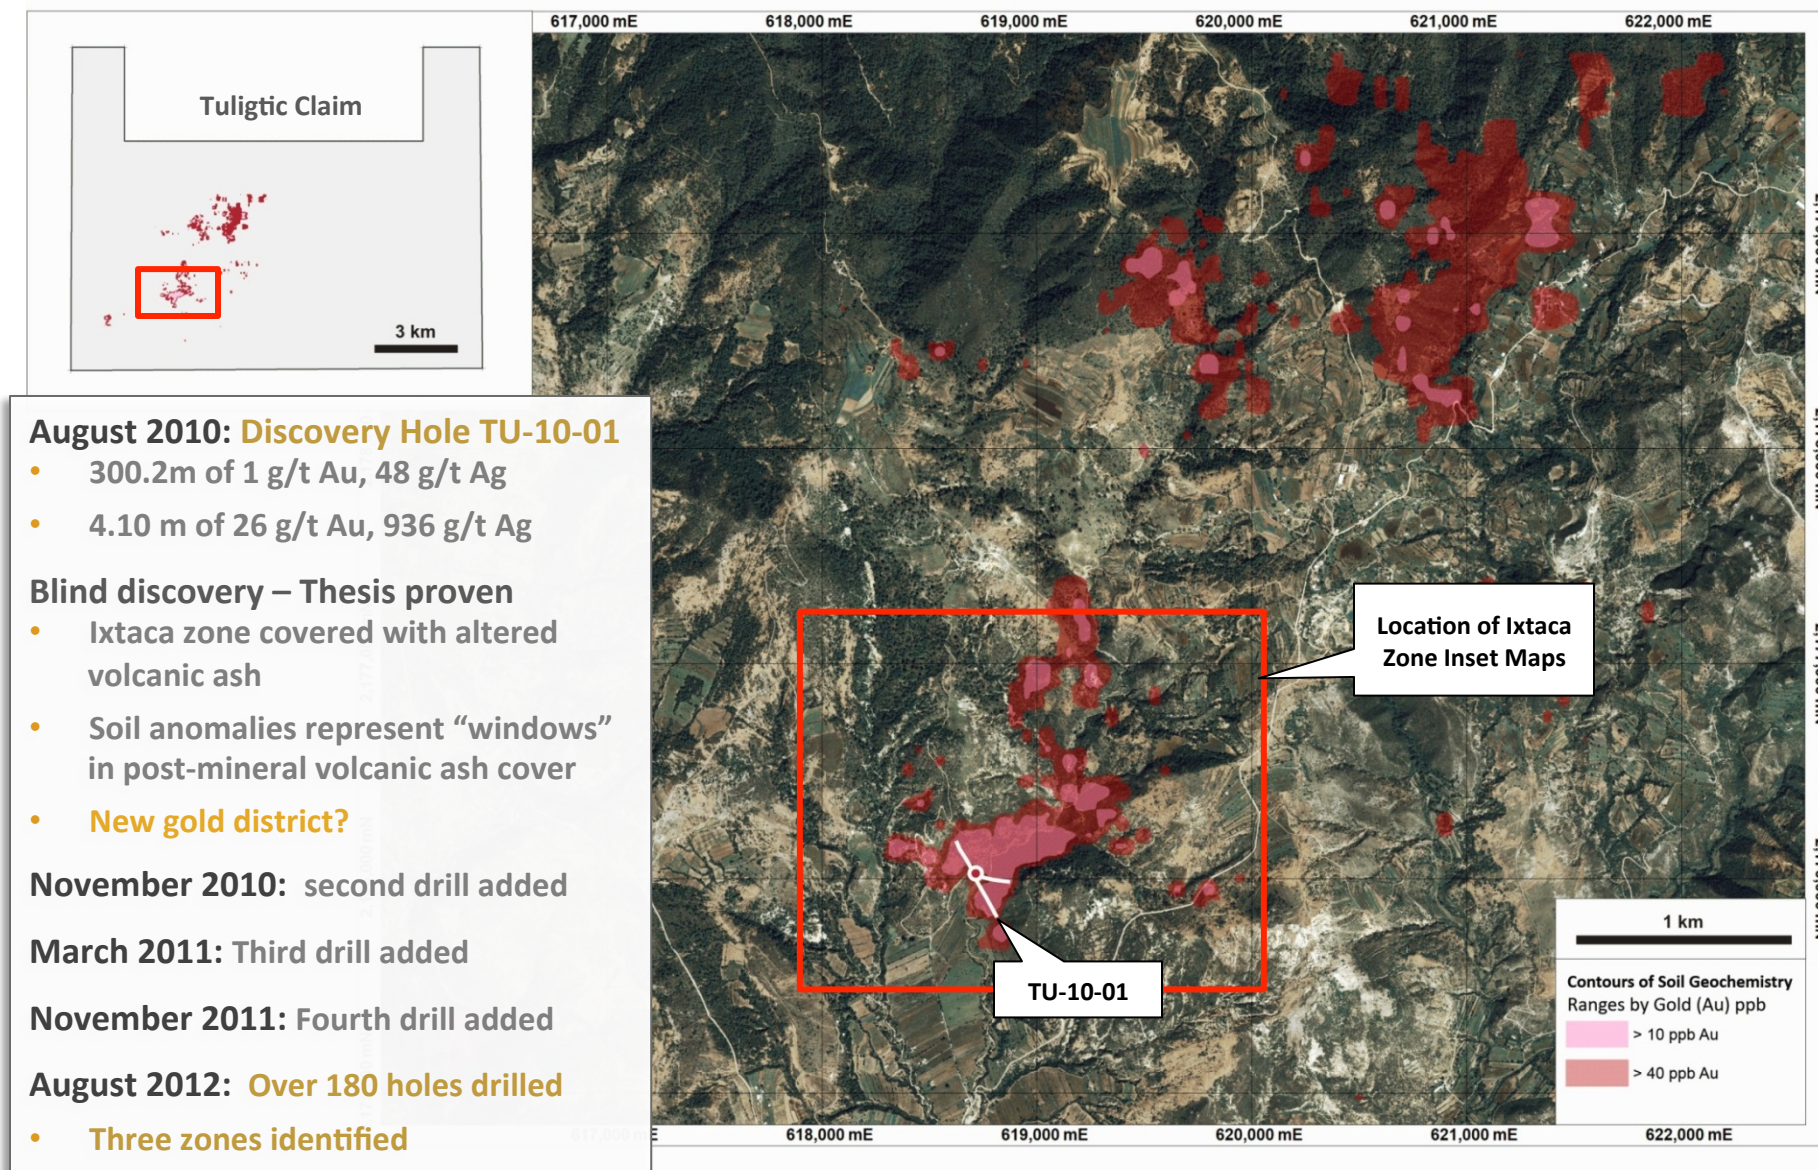 617,000 mE 618,000 mE 619,000 mE 620,000 mE 621,000 mE 622,000 mE
Tuligtic Claim
3 km
August 2010: Discovery Hole TU-10-01
• 300.2m of 1 g/t Au, 48 g/t Ag
• 4.10 m of 26 g/t Au, 936 g/t Ag
Blind discovery – Thesis proven
• Ixtaca zone covered with altered
volcanic ash
• Soil anomalies represent “windows”
in post-mineral volcanic ash cover
• New gold district?
November 2010: second drill added
March 2011: Third drill added
November 2011: Fourth drill added
August 2012: Over 180 holes drilled
• Three zones identified
Location of Ixtaca
Zone Inset Maps
TU-10-01
1 km
Contours of Soil Geochemistry
Ranges by Gold (Au) ppb
> 10 ppb Au
> 40 ppb Au
617,000 mE 618,000 mE 619,000 mE 620,000 mE 621,000 mE 622,000 mE